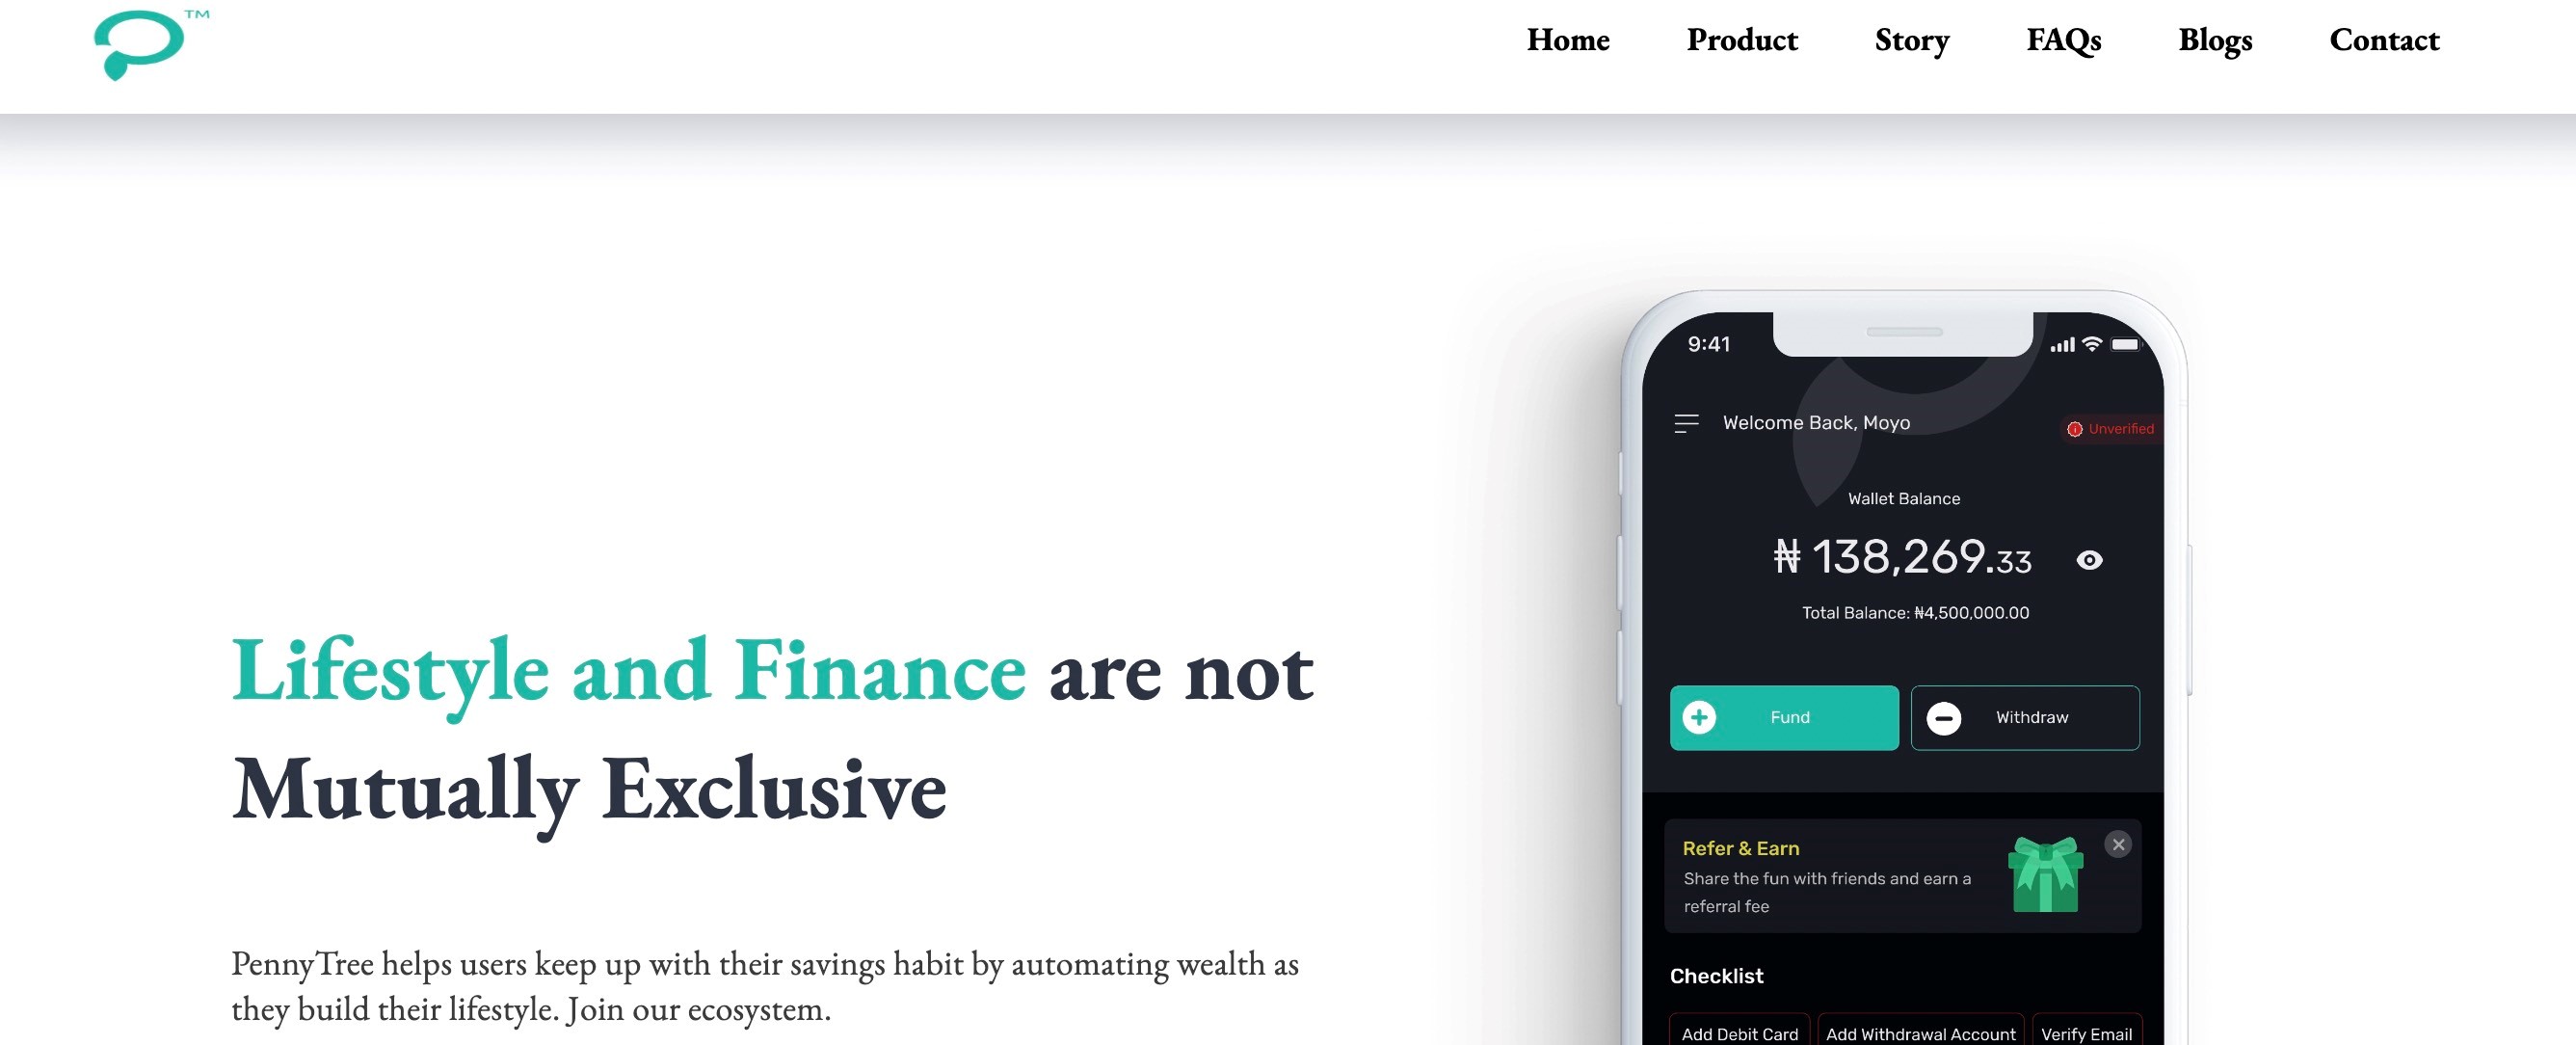 TM
Home Product Story FAQs Blogs Contact
Lifestyle and Finance are not
Mutually Exclusive
PennyTree helps users keep up with their savings habit by automating wealth as
they build their lifestyle. Join our ecosystem.
9:41
Welcome Back, Moyo
Unverified
Wallet Balance
₦ 138,269.33
Total Balance: ₦4,500,000.00
Fund Withdraw
Refer & Earn
Share the fun with friends and earn a
referral fee
Checklist
Add Debit Card Add Withdrawal Account Verify Email